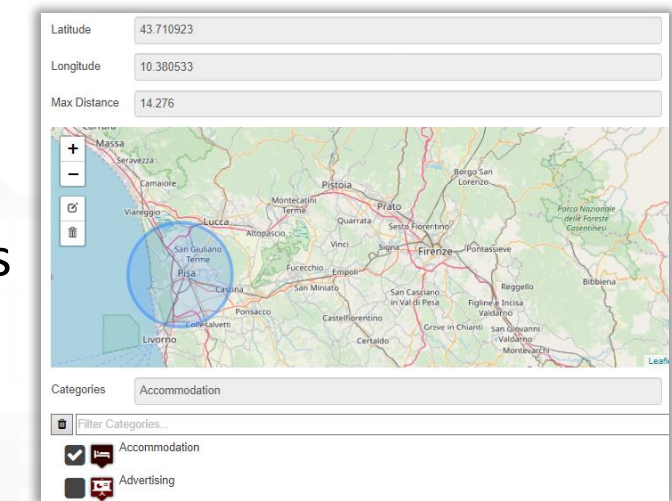 Latitude 43.710923
Longitude 10.380533
Max Distance 14.276
+
Massa
Seravezza
−
Borgo San
Lorenzo
Camaiore
Pistoia
Montecatini
Terme
Prato
Parco Nazionale
delle Foreste
Casentinesi
Viareggio
Lucca
Quarrata
Sesto Fiorentino
Altopascio
Vinci
Signa
Firenze
Pontassieve
San Giuliano
Terme
Pisa
Fucecchio
Empoli
Cascina
San Miniato
San Casciano
in Val di Pesa
Reggello
Bibbiena
Figline e Incisa
Valdarno
Ponsacco
Collesalvetti
Castelfiorentino
Greve in Chianti
San Giovanni
Valdarno
Livorno
Certaldo
Montevarchi
Leafle
Categories Accommodation
Filter Categories...
Accommodation
Advertising
s